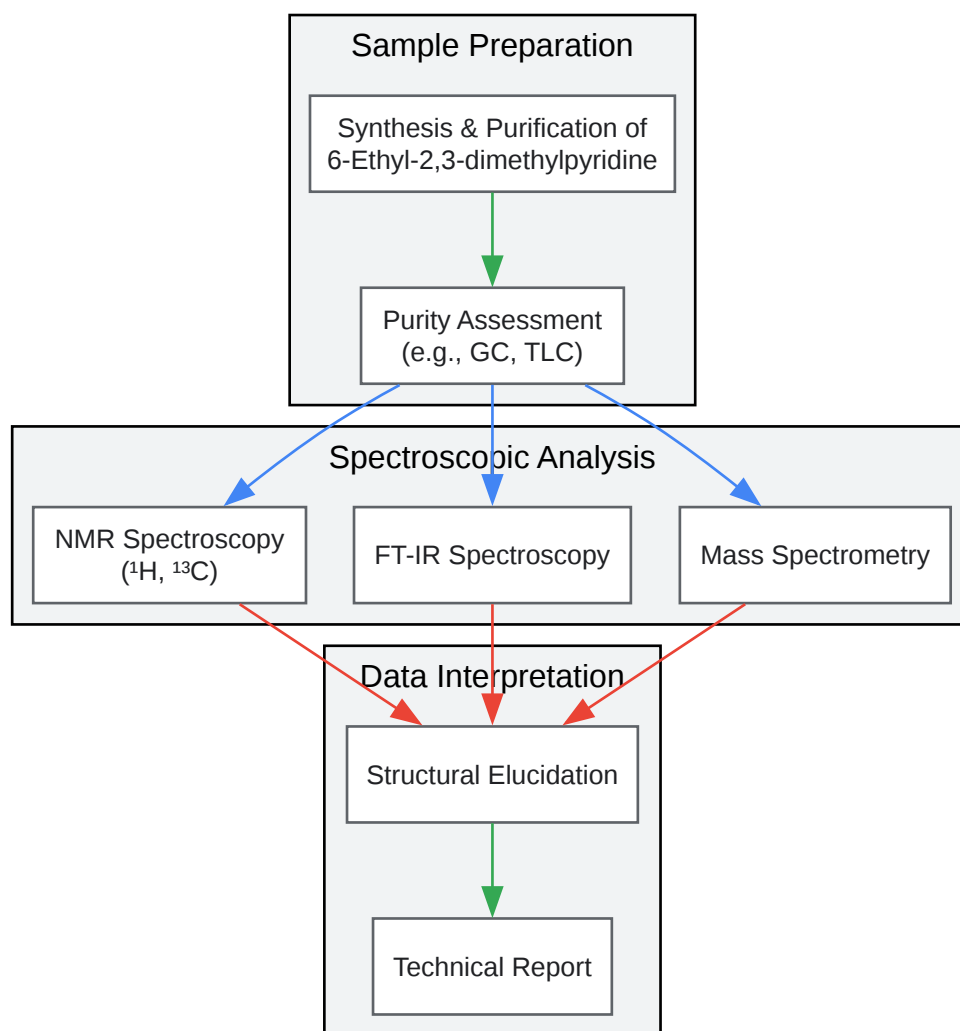 Sample Preparation
Synthesis & Purification of
6-Ethyl-2,3-dimethylpyridine
Purity Assessment
(e.g., GC, TLC)
Spectroscopic Analysis
NMR Spectroscopy
(¹H, ¹³C)
FT-IR Spectroscopy
Mass Spectrometry
Data Interpretation
Structural Elucidation
Technical Report